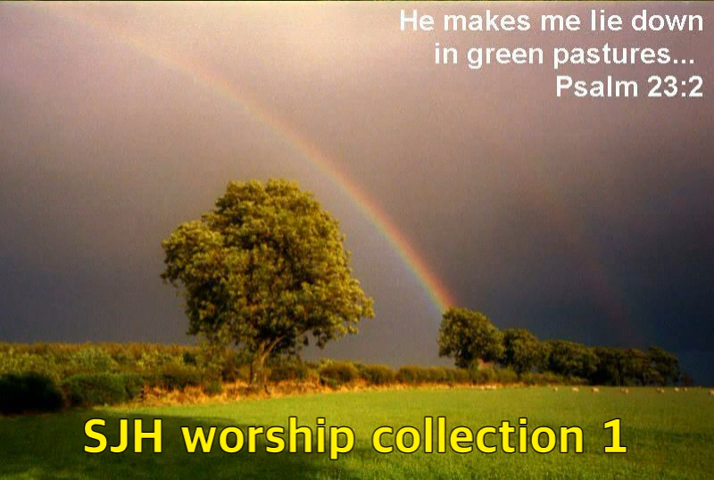 He makes me lie down
in green pastures...
Psalm 23:2
SJH worship collection 1